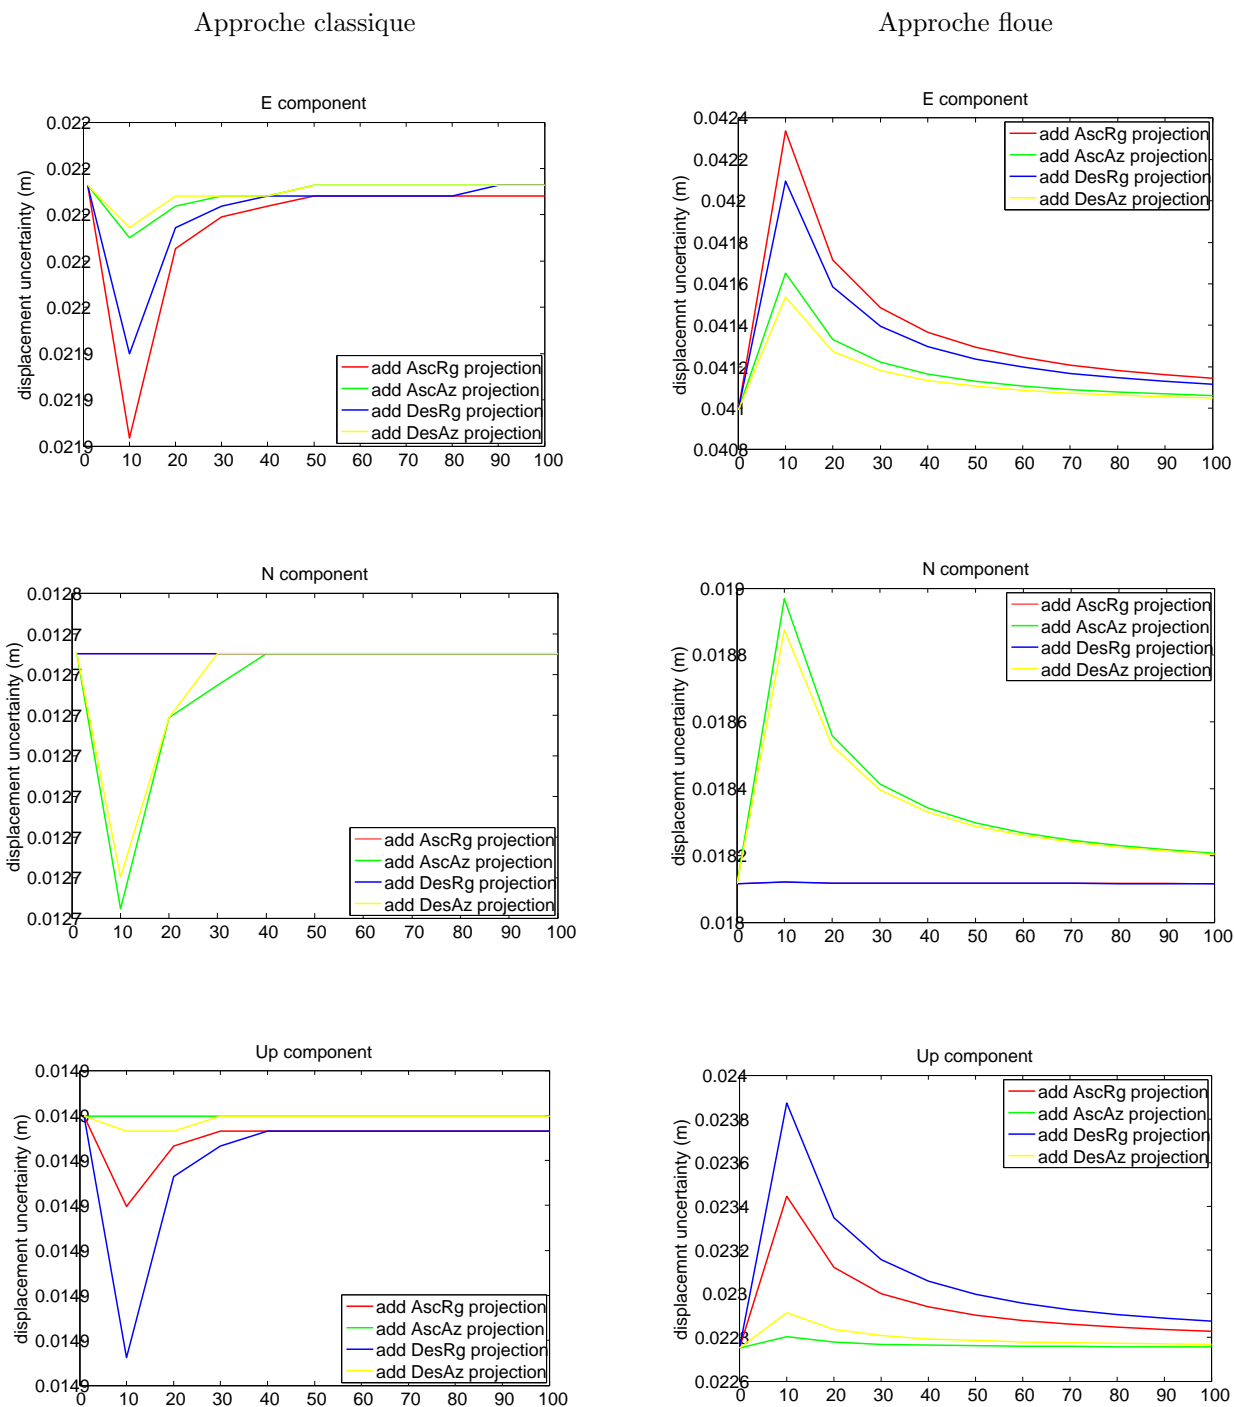 Approche classique
Approche floue
E component
displacement uncertainty (m)
0.022
0.022
0.022
0.022
0.022
0.0219
0.0219
0.0219
0 10 20 30 40 50 60 70 80 90 100
add AscRg projection
add AscAz projection
add DesRg projection
add DesAz projection
E component
displacemnt uncertainty (m)
0.0424
0.0422
0.042
0.0418
0.0416
0.0414
0.0412
0.041
0.0408
0 10 20 30 40 50 60 70 80 90 100
add AscRg projection
add AscAz projection
add DesRg projection
add DesAz projection
N component
displacement uncertainty (m)
0.0128
0.0127
0.0127
0.0127
0.0127
0.0127
0.0127
0.0127
0.0127
0 10 20 30 40 50 60 70 80 90 100
add AscRg projection
add AscAz projection
add DesRg projection
add DesAz projection
N component
displacemnt uncertainty (m)
0.019
0.0188
0.0186
0.0184
0.0182
0.018
0 10 20 30 40 50 60 70 80 90 100
add AscRg projection
add AscAz projection
add DesRg projection
add DesAz projection
Up component
displacement uncertainty (m)
0.0149
0.0149
0.0149
0.0149
0.0149
0.0149
0.0149
0.0149
0 10 20 30 40 50 60 70 80 90 100
add AscRg projection
add AscAz projection
add DesRg projection
add DesAz projection
Up component
displacemnt uncertainty (m)
0.024
0.0238
0.0236
0.0234
0.0232
0.023
0.0228
0.0226
0 10 20 30 40 50 60 70 80 90 100
add AscRg projection
add AscAz projection
add DesRg projection
add DesAz projection